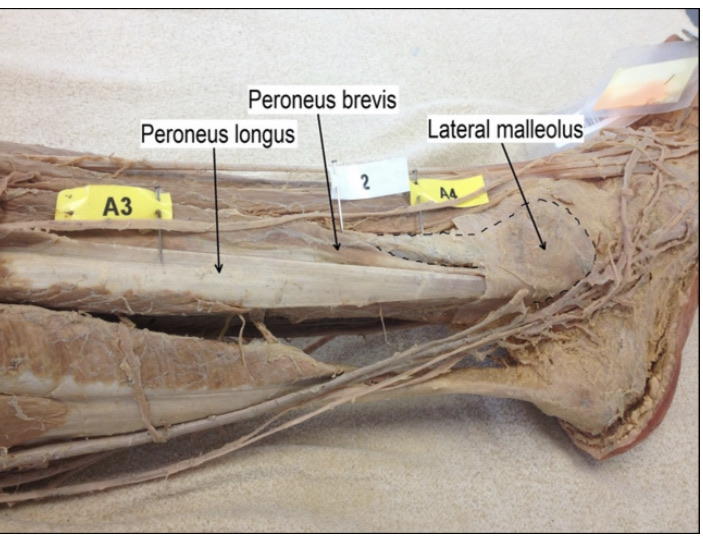 Peroneus brevis
Peroneus longus
Lateral malleolus
A3
2
A4